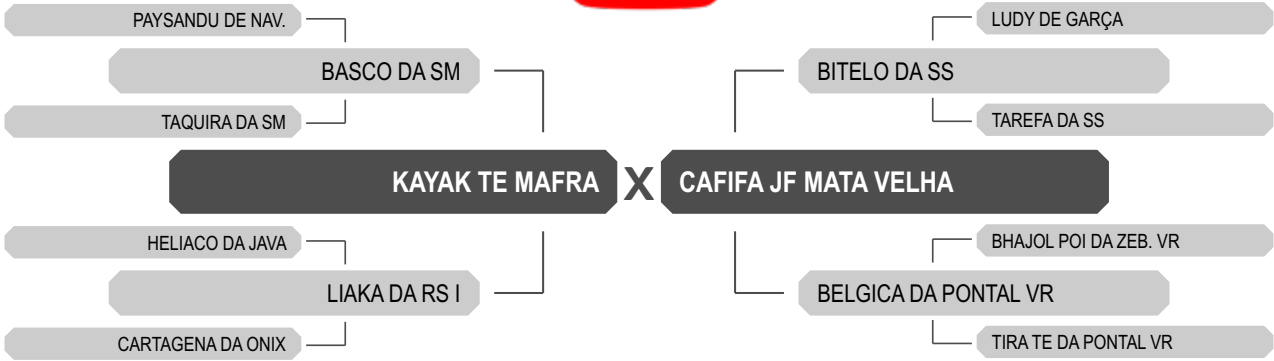 PAYSANDU DE NAV.
BASCO DA SM
TAQUIRA DA SM
KAYAK TE MAFRA
HELIACO DA JAVA
LIAKA DA RS I
CARTAGENA DA ONIX
X
LUDY DE GARÇA
BITELO DA SS
TAREFA DA SS
CAFIFA JF MATA VELHA
BHAJOL POI DA ZEB. VR
BELGICA DA PONTAL VR
TIRA TE DA PONTAL VR